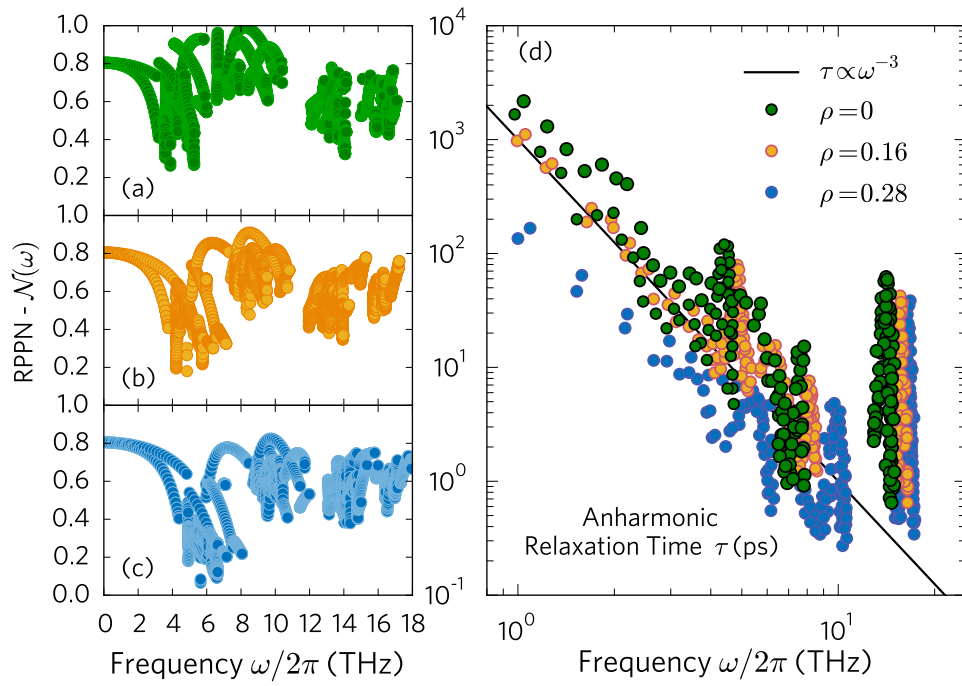 RPPN - 𝒩(ω)
1.0
0.8
0.6
0.4
0.2
(a)
1.0
0.8
0.6
0.4
0.2
(b)
1.0
0.8
0.6
0.4
0.2
0.0
(c)
0 2 4 6 8 10 12 14 16 18
Frequency ω/2π (THz)
10⁴
10³
10²
10¹
10⁰
10⁻¹
(d)
τ∝ω⁻³
ρ=0
ρ=0.16
ρ=0.28
Anharmonic
Relaxation Time τ(ps)
10⁰ 10¹
Frequency ω/2π (THz)